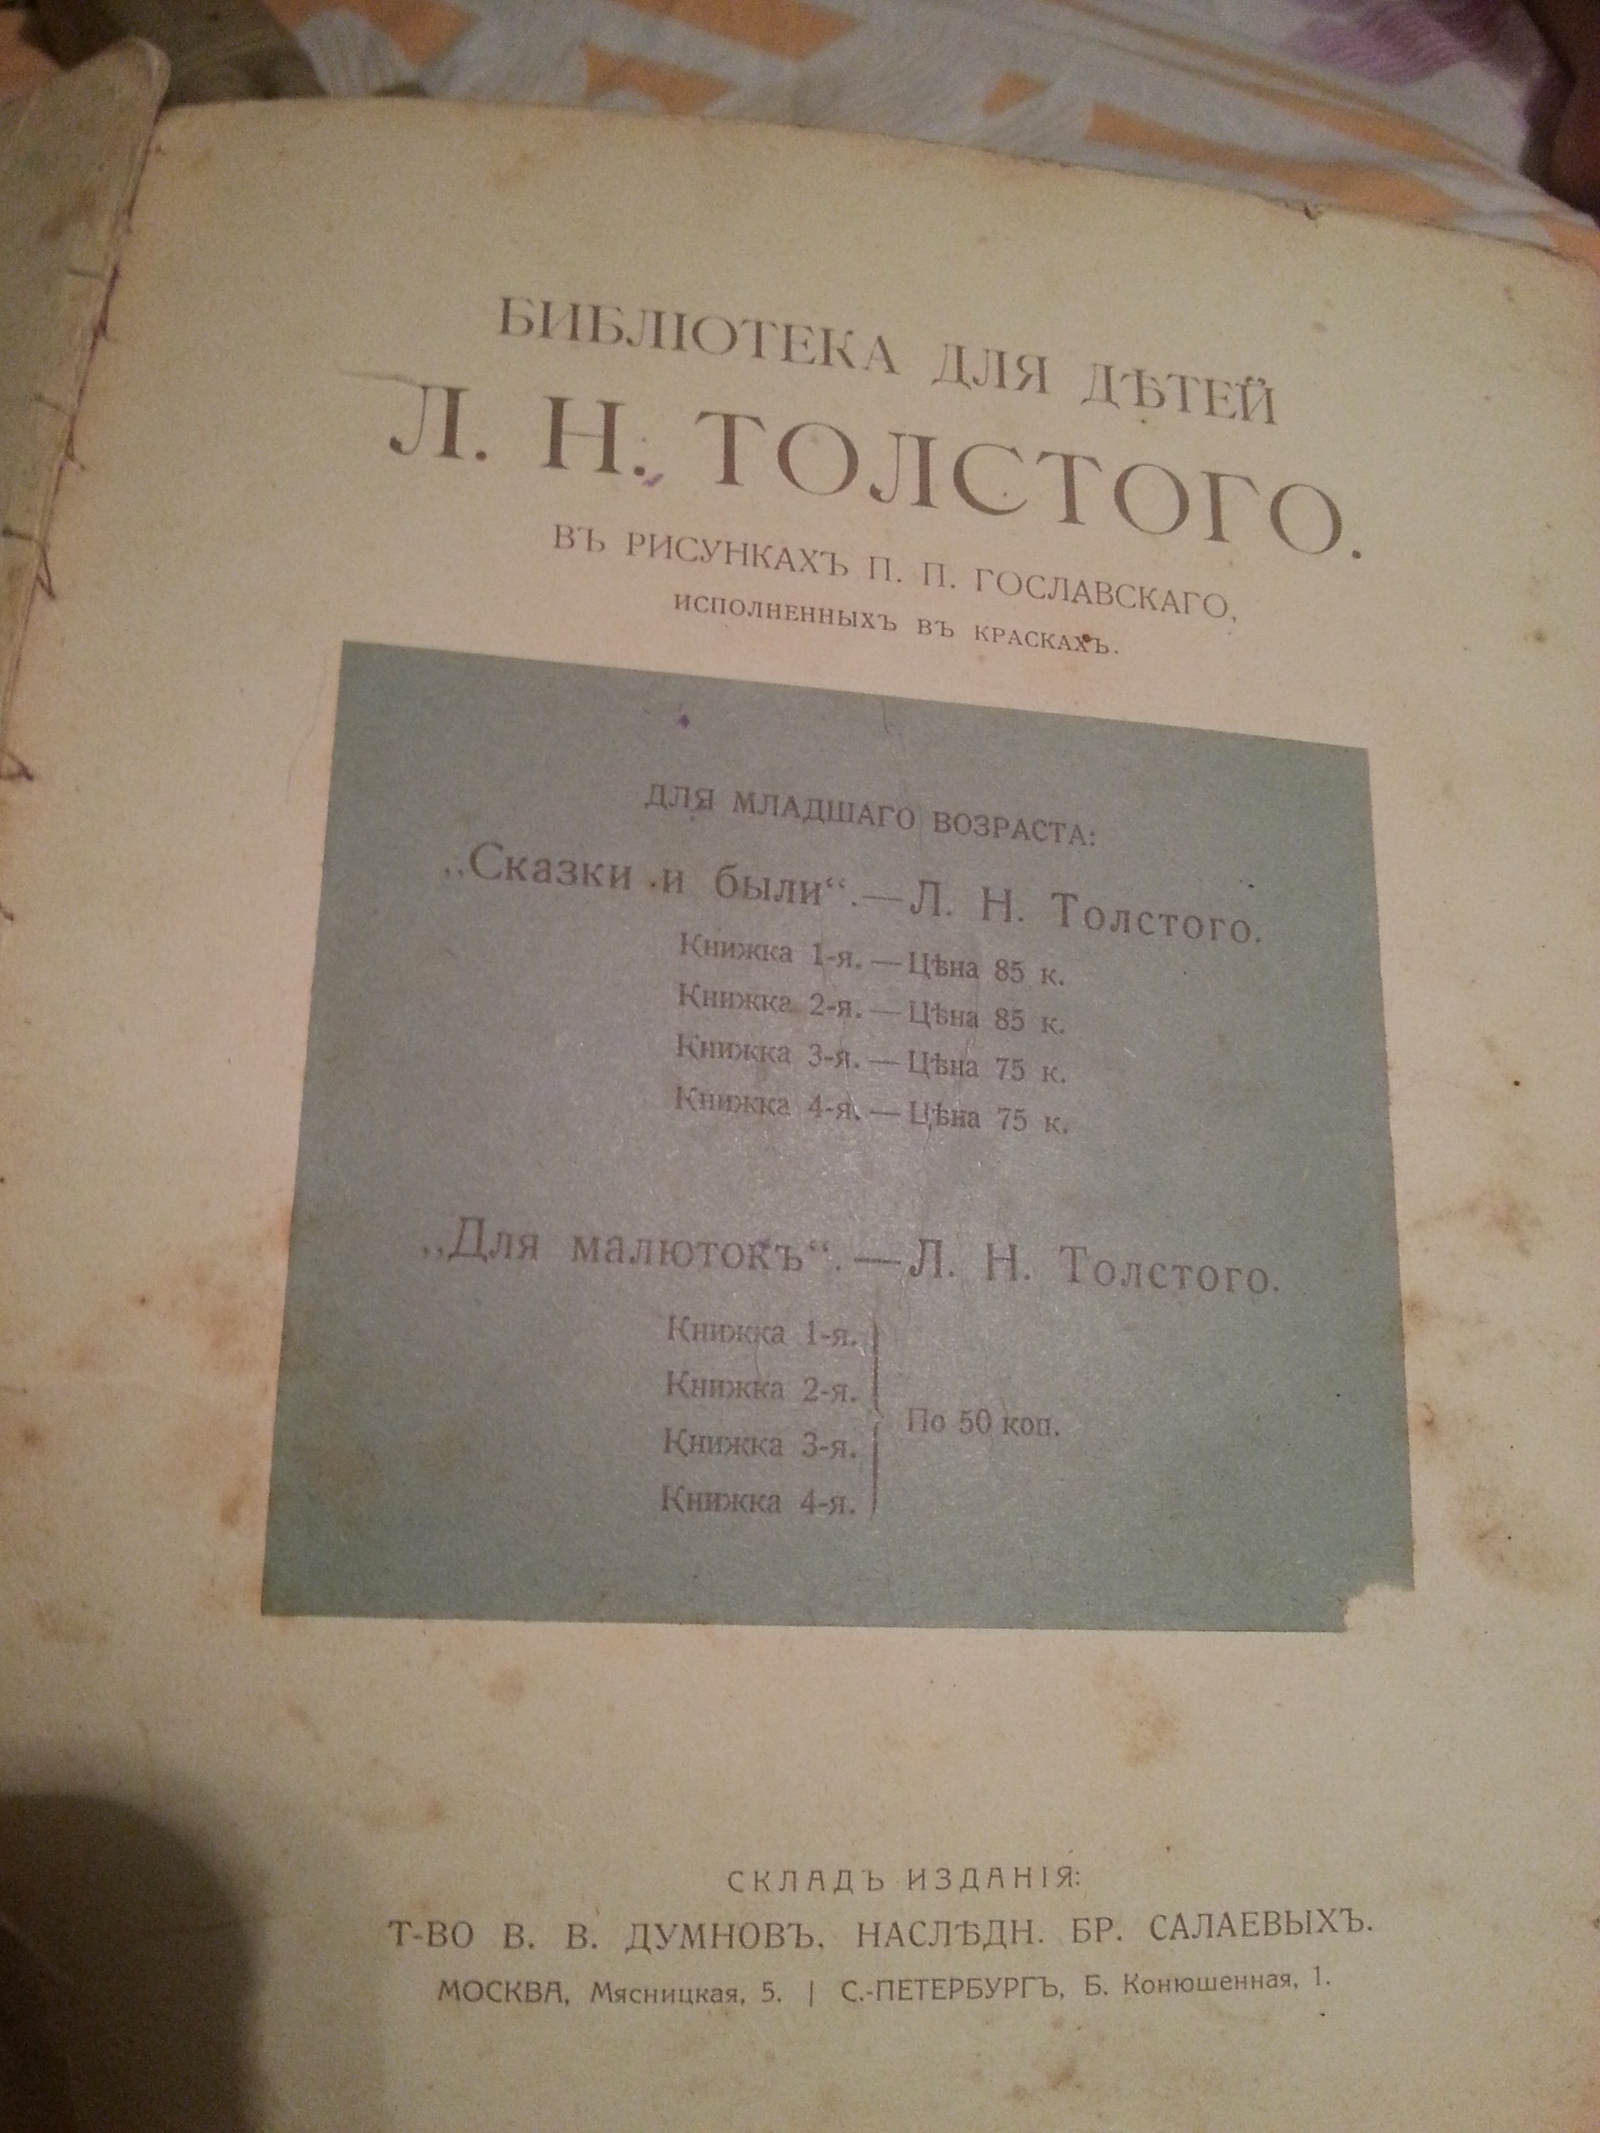 БИБЛІОТЕКА ДЛЯ ДѢТЕЙ
Л. Н. ТОЛСТОГО.
ВЪ РИСУНКАХЪ П. П. ГОСЛАВСКАГО,
ИСПОЛНЕННЫХЪ ВЪ КРАСКАХЪ.
ДЛЯ МЛАДШАГО ВОЗРАСТА:
„Сказки и были“.—Л. Н. Толстого.
Книжка 1-я.—Цѣна 85 к.
Книжка 2-я.—Цѣна 85 к.
Книжка 3-я.—Цѣна 75 к.
Книжка 4-я.—Цѣна 75 к.
„Для малютокъ“.—Л. Н. Толстого.
Книжка 1-я.
Книжка 2-я.
По 50 коп.
Книжка 3-я.
Книжка 4-я.
СКЛАДЪ ИЗДАНІЯ:
Т-ВО В. В. ДУМНОВЪ, НАСЛѢДН. БР. САЛАЕВЫХЪ.
МОСКВА, Мясницкая, 5. | С.-ПЕТЕРБУРГЪ, Б. Конюшенная, 1.